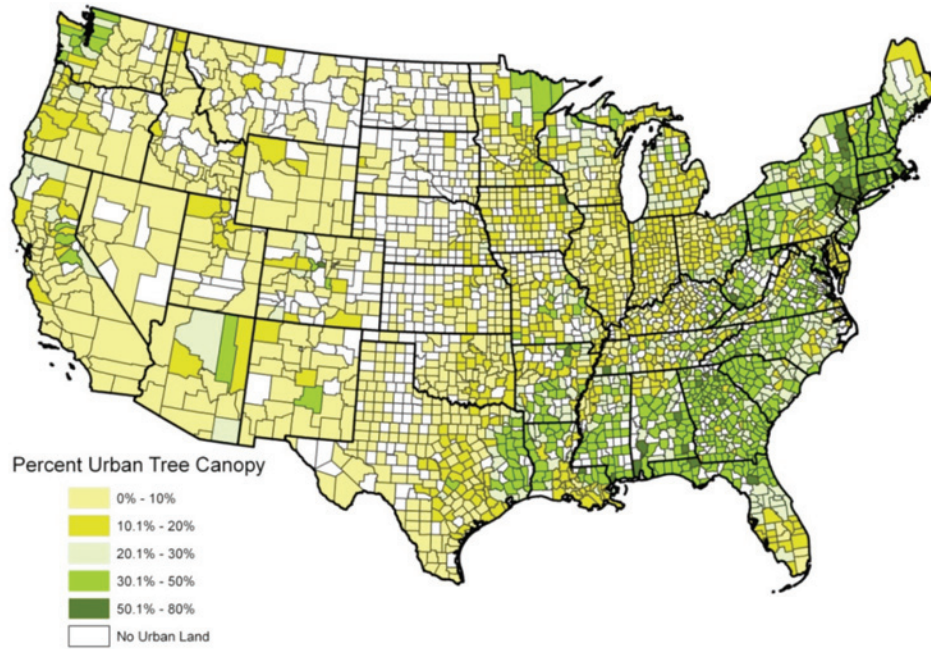 Percent Urban Tree Canopy
0% - 10%
10.1% - 20%
20.1% - 30%
30.1% - 50%
50.1% - 80%
No Urban Land